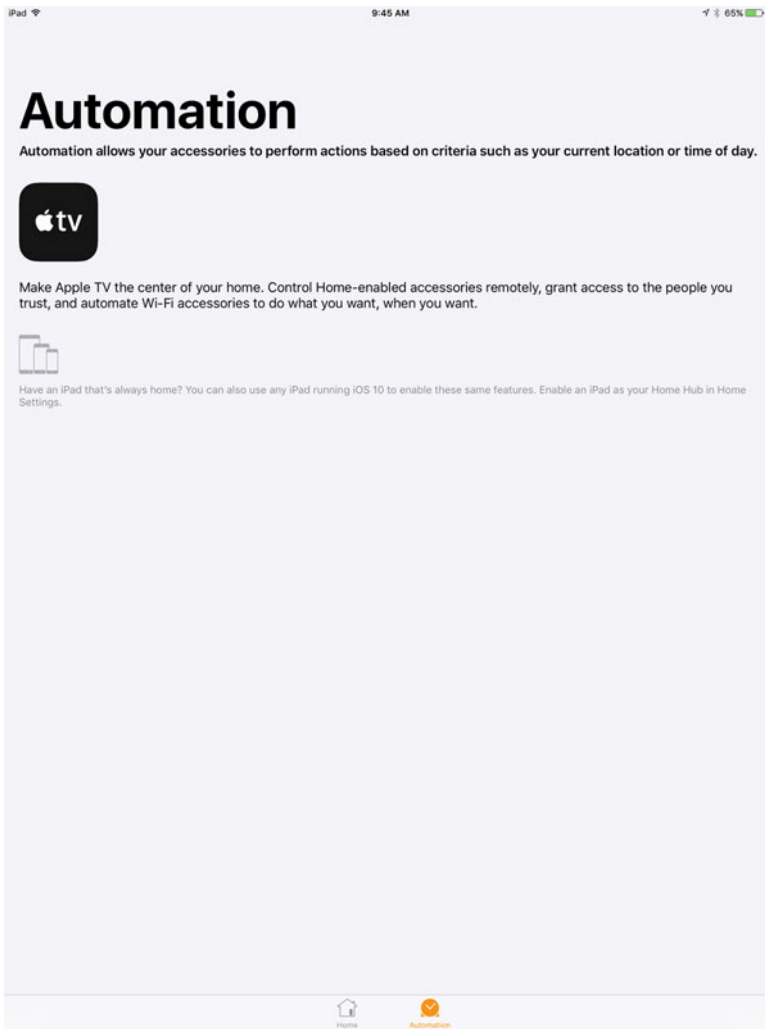 iPad 9:45 AM 65%
Automation
Automation allows your accessories to perform actions based on criteria such as your current location or time of day.
tv
Make Apple TV the center of your home. Control Home-enabled accessories remotely, grant access to the people you
trust, and automate Wi-Fi accessories to do what you want, when you want.
Have an iPad that's always home? You can also use any iPad running iOS 10 to enable these same features. Enable an iPad as your Home Hub in Home
Settings.
Home Automation